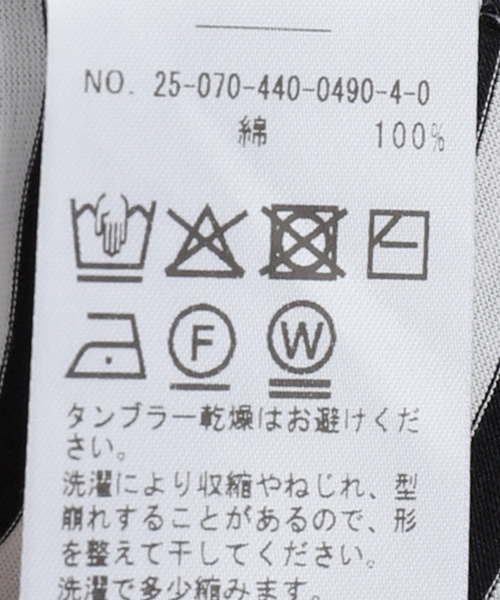 NO. 25-070-440-0490-4-0
綿 100%
F W
タンブラー乾燥はお避けくだ
さい。
洗濯により収縮やねじれ、型
崩れすることがあるので、形
を整えて干してください。
洗濯で多少縮みます。